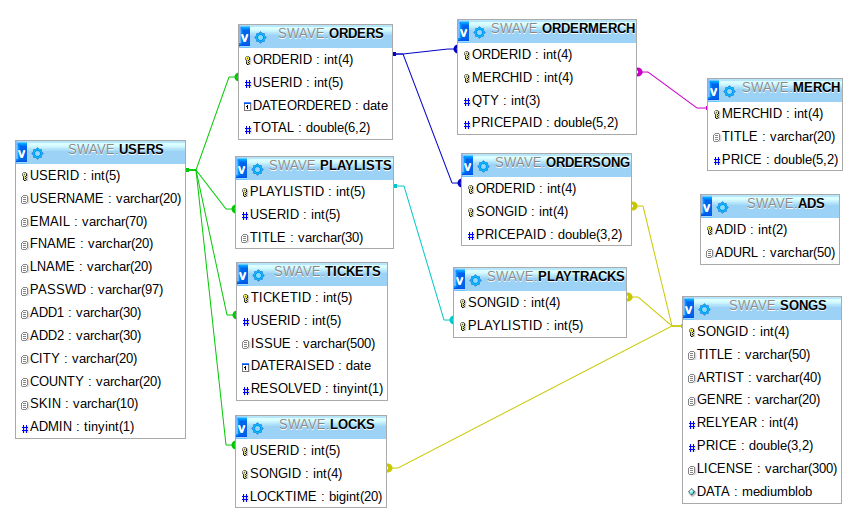 SWAVE USERS
USERID : int(5)
USERNAME : varchar(20)
EMAIL : varchar(70)
FNAME : varchar(20)
LNAME : varchar(20)
PASSWD : varchar(97)
ADD1 : varchar(30)
ADD2 : varchar(30)
CITY : varchar(20)
COUNTY : varchar(20)
SKIN : varchar(10)
ADMIN : tinyint(1)
SWAVE ORDERS
ORDERID : int(4)
USERID : int(5)
DATEORDERED : date
TOTAL : double(6,2)
SWAVE PLAYLISTS
PLAYLISTID : int(5)
USERID : int(5)
TITLE : varchar(30)
SWAVE TICKETS
TICKETID : int(5)
USERID : int(5)
ISSUE : varchar(500)
DATERAISED : date
RESOLVED : tinyint(1)
SWAVE LOCKS
USERID : int(5)
SONGID : int(4)
LOCKTIME : bigint(20)
SWAVE ORDERMERCH
ORDERID : int(4)
MERCHID : int(4)
QTY : int(3)
PRICEPAID : double(5,2)
SWAVE ORDERSONG
ORDERID : int(4)
SONGID : int(4)
PRICEPAID : double(3,2)
SWAVE PLAYTRACKS
SONGID : int(4)
PLAYLISTID : int(5)
SWAVE MERCH
MERCHID : int(4)
TITLE : varchar(20)
PRICE : double(5,2)
SWAVE ADS
ADID : int(2)
ADURL : varchar(50)
SWAVE SONGS
SONGID : int(4)
TITLE : varchar(50)
ARTIST : varchar(40)
GENRE : varchar(20)
RELYEAR : int(4)
PRICE : double(3,2)
LICENSE : varchar(300)
DATA : mediumblob